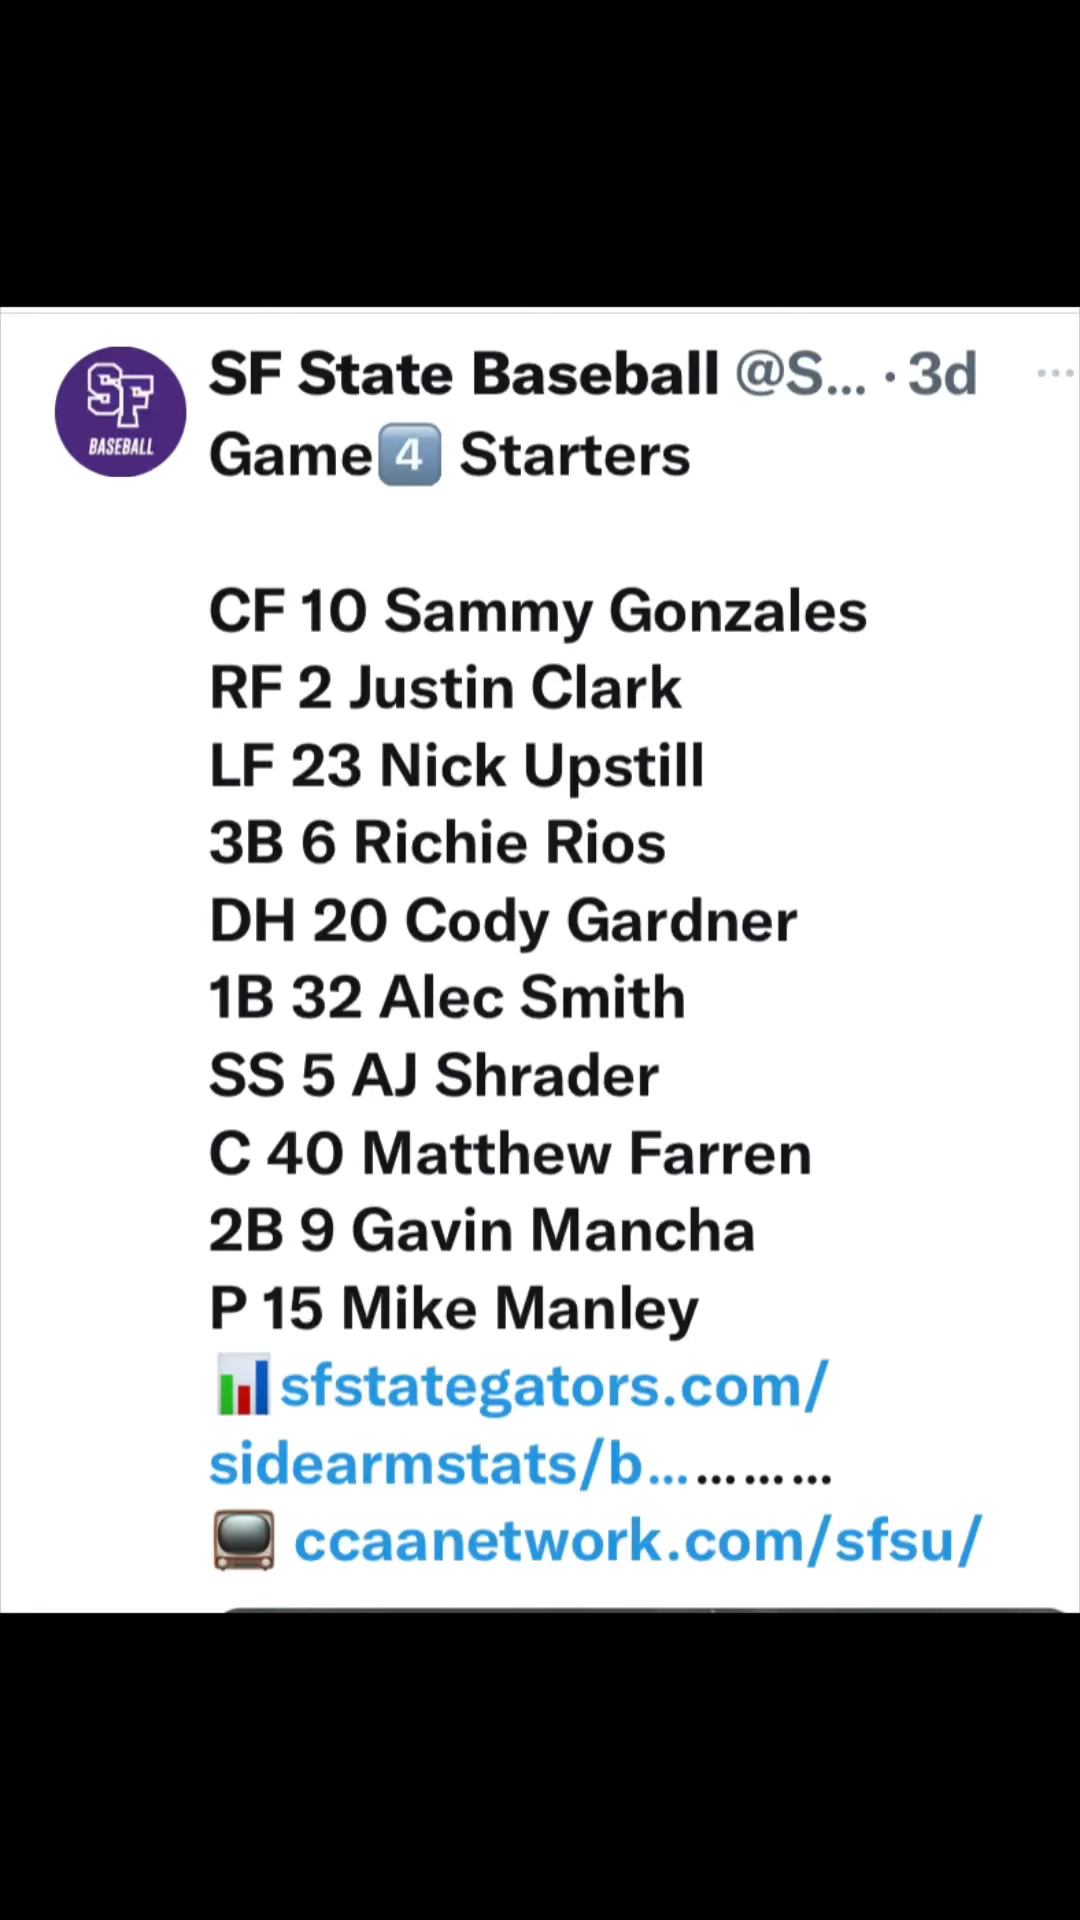 SF
BASEBALL
SF State Baseball @S... · 3d
Game4️⃣ Starters
CF 10 Sammy Gonzales
RF 2 Justin Clark
LF 23 Nick Upstill
3B 6 Richie Rios
DH 20 Cody Gardner
1B 32 Alec Smith
SS 5 AJ Shrader
C 40 Matthew Farren
2B 9 Gavin Mancha
P 15 Mike Manley
📊sfstategators.com/
sidearmstats/b…………
📺 ccaanetwork.com/sfsu/